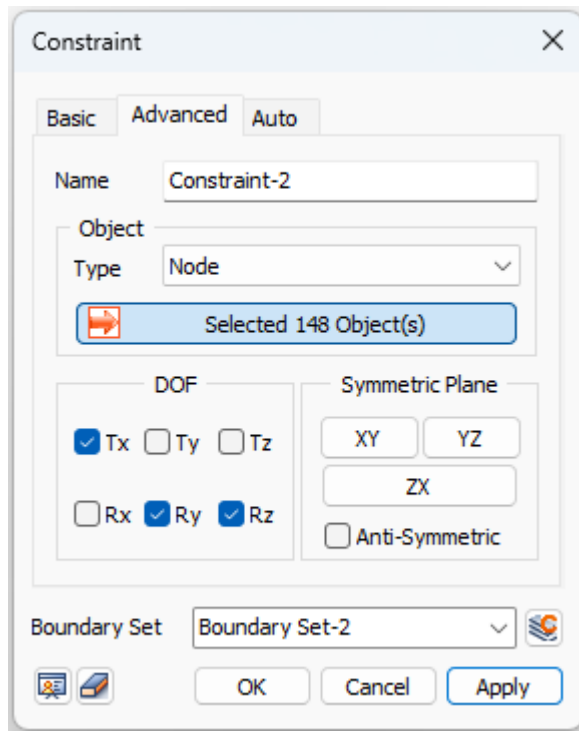 Constraint
Basic Advanced Auto
Name Constraint-2
Object
Type Node
Selected 148 Object(s)
DOF Symmetric Plane
Tx Ty Tz XY YZ
ZX
Rx Ry Rz
Anti-Symmetric
Boundary Set Boundary Set-2
OK Cancel Apply